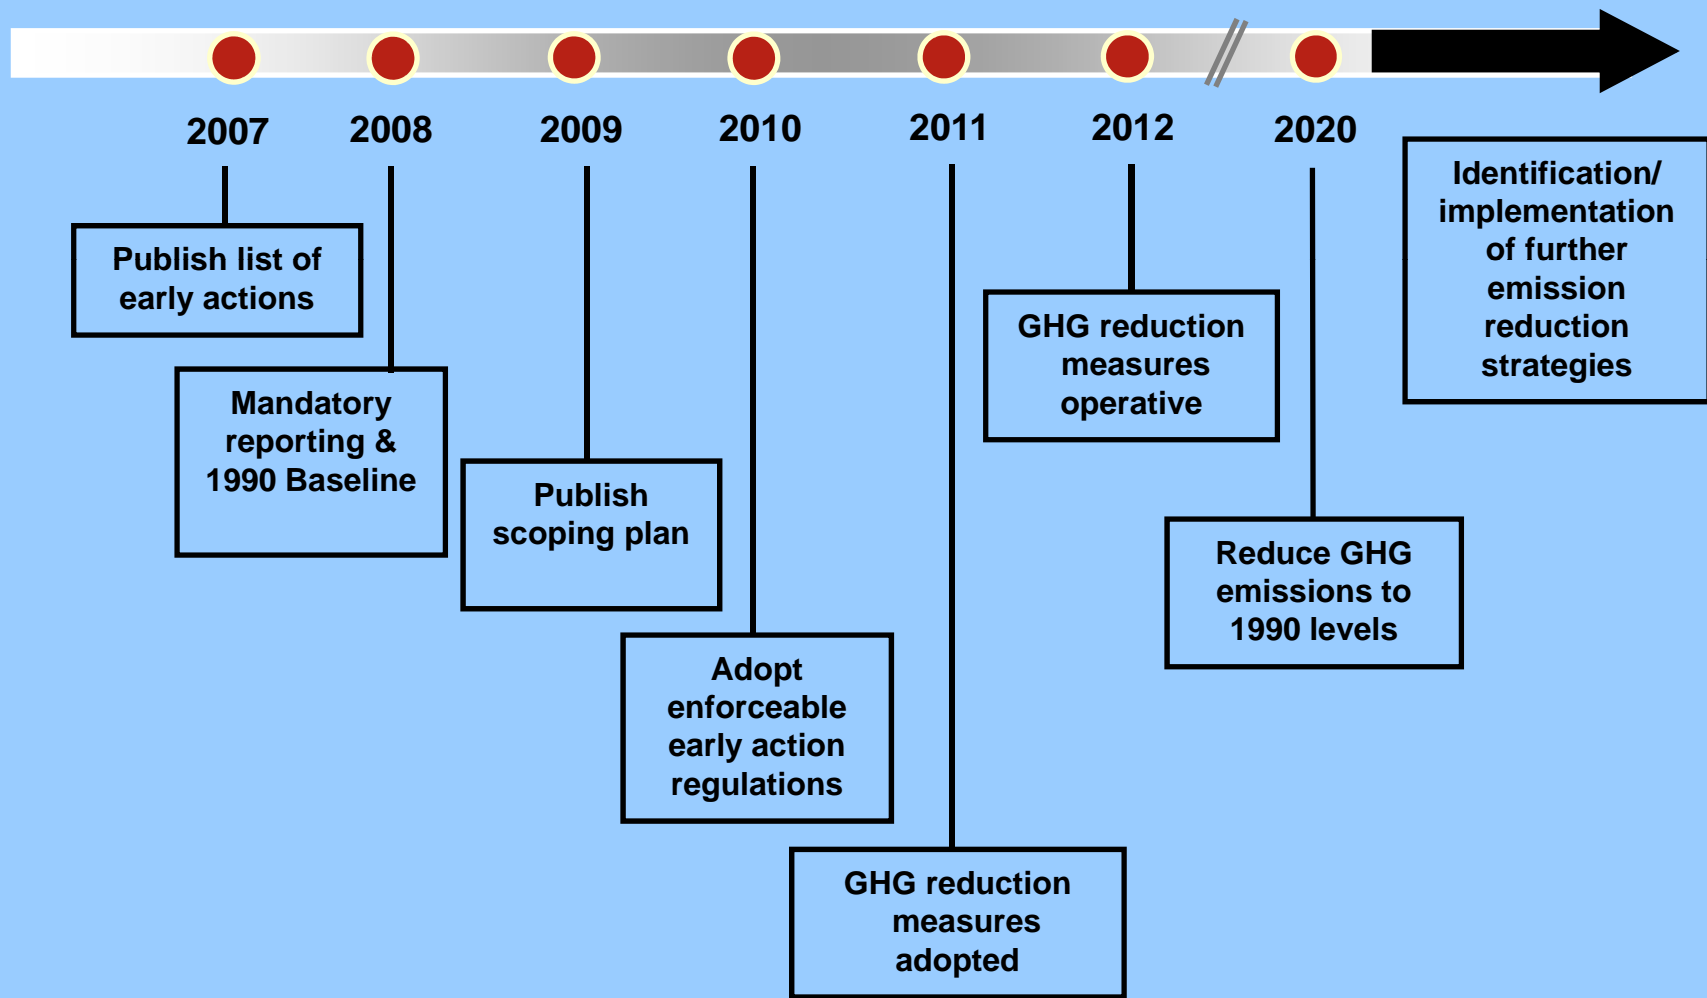 2007
2008
2009
2010
2011
2012
2020
Publish list of
early actions
Mandatory
reporting &
1990 Baseline
Publish
scoping plan
Adopt
enforceable
early action
regulations
GHG reduction
measures
adopted
GHG reduction
measures
operative
Reduce GHG
emissions to
1990 levels
Identification/
implementation
of further
emission
reduction
strategies